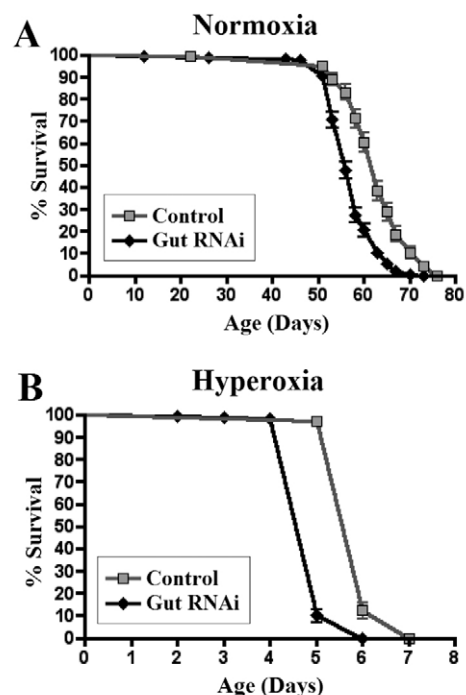 A
Normoxia
% Survival
100
90
80
70
60
50
40
30
20
10
0
Control
Gut RNAi
0 10 20 30 40 50 60 70 80
Age (Days)
B
Hyperoxia
% Survival
100
90
80
70
60
50
40
30
20
10
0
Control
Gut RNAi
0 1 2 3 4 5 6 7 8
Age (Days)